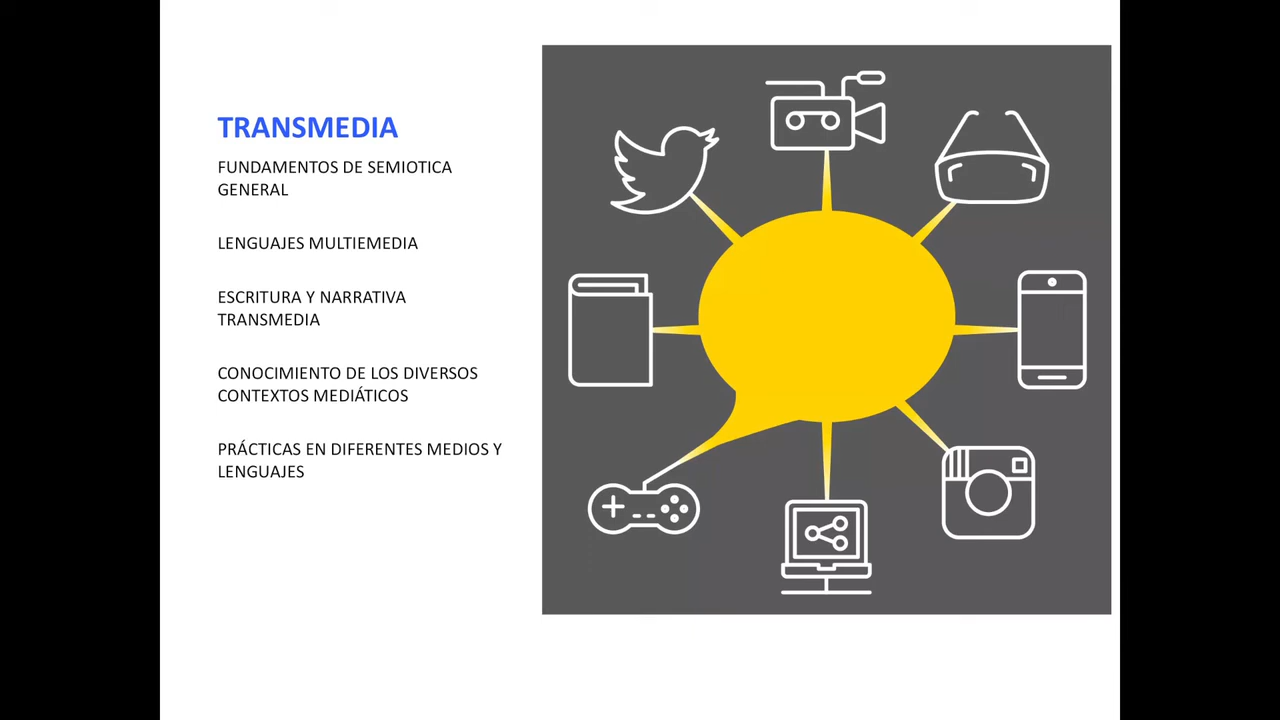 TRANSMEDIA
FUNDAMENTOS DE SEMIOTICA
GENERAL
LENGUAJES MULTIEMEDIA
ESCRITURA Y NARRATIVA
TRANSMEDIA
CONOCIMIENTO DE LOS DIVERSOS
CONTEXTOS MEDIÁTICOS
PRÁCTICAS EN DIFERENTES MEDIOS Y
LENGUAJES